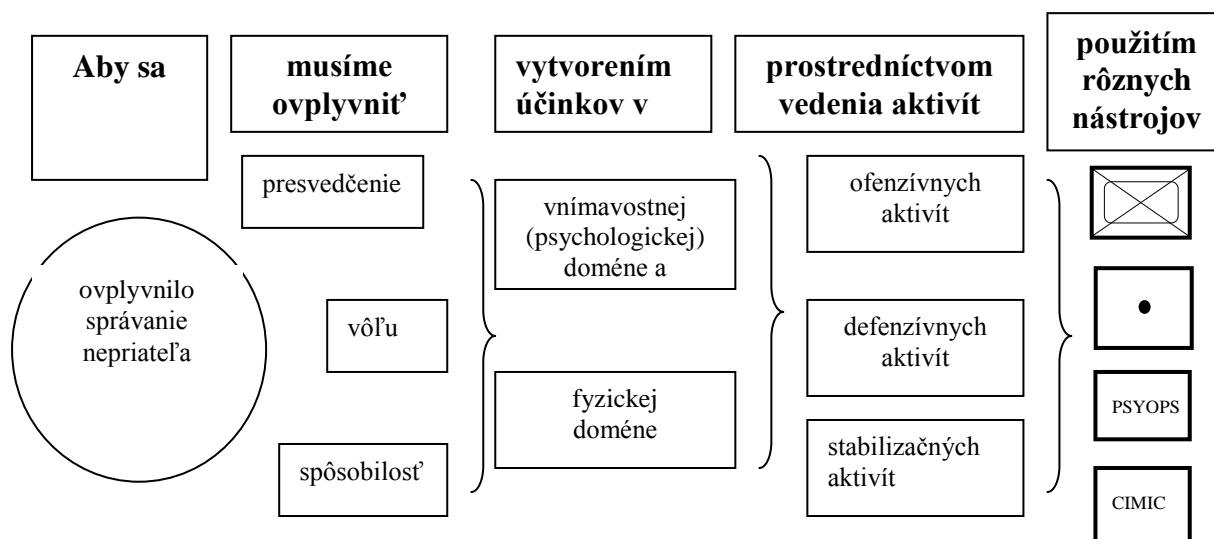 Aby sa
musíme
ovplyvniť
vytvorením
účinkov v
prostredníctvom
vedenia aktivít
použitím
rôznych
nástrojov
ovplyvnilo
správanie
nepriateľa
presvedčenie
vôľu
spôsobilosť
vnímavostnej
(psychologickej)
doméne a
fyzickej
doméne
ofenzívnych
aktivít
defenzívnych
aktivít
stabilizačných
aktivít
PSYOPS
CIMIC